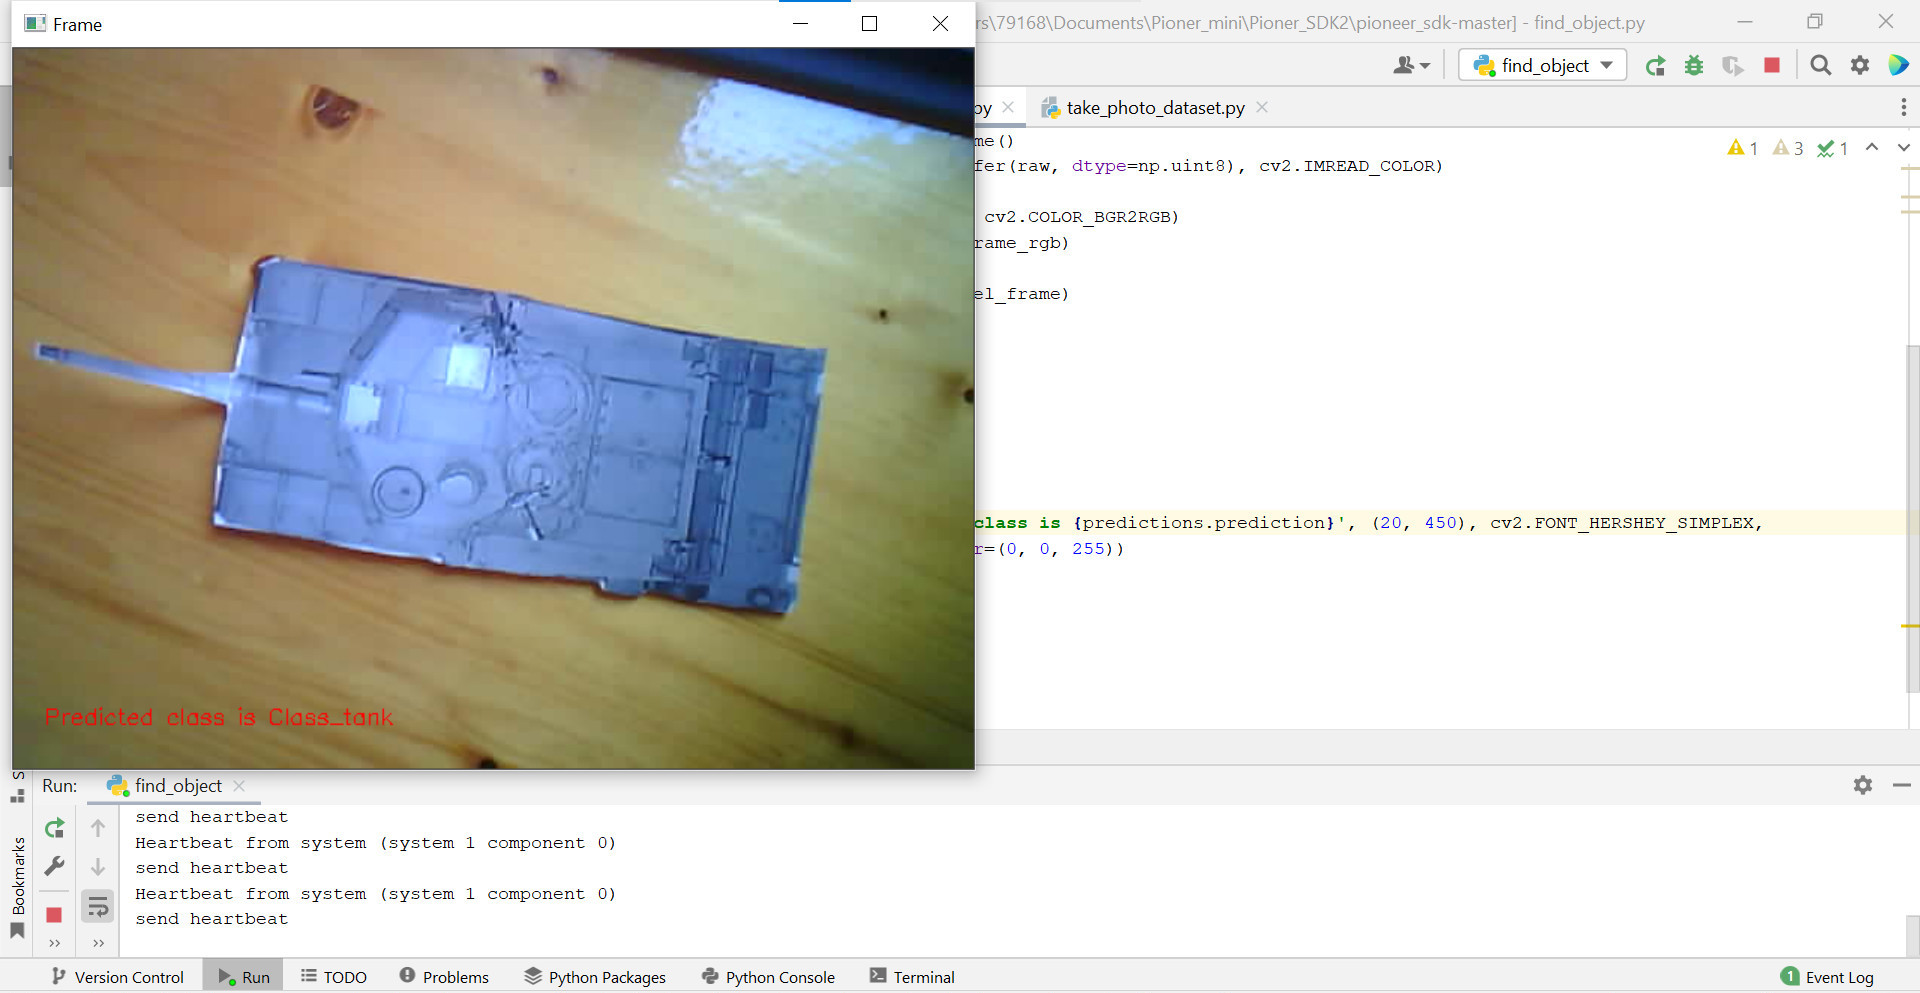 Frame
rs\79168\Documents\Pioner_mini\Pioner_SDK2\pioneer_sdk-master] - find_object.py
find_object
py
take_photo_dataset.py
me()
fer(raw, dtype=np.uint8), cv2.IMREAD_COLOR)
1 3 1
cv2.COLOR_BGR2RGB)
rame_rgb)
el_frame)
class is {predictions.prediction}', (20, 450), cv2.FONT_HERSHEY_SIMPLEX,
r=(0, 0, 255))
Predicted class is Class_tank
S
Run: find_object
send heartbeat
Heartbeat from system (system 1 component 0)
send heartbeat
Heartbeat from system (system 1 component 0)
send heartbeat
Bookmarks
Version Control Run TODO Problems Python Packages Python Console Terminal 1 Event Log